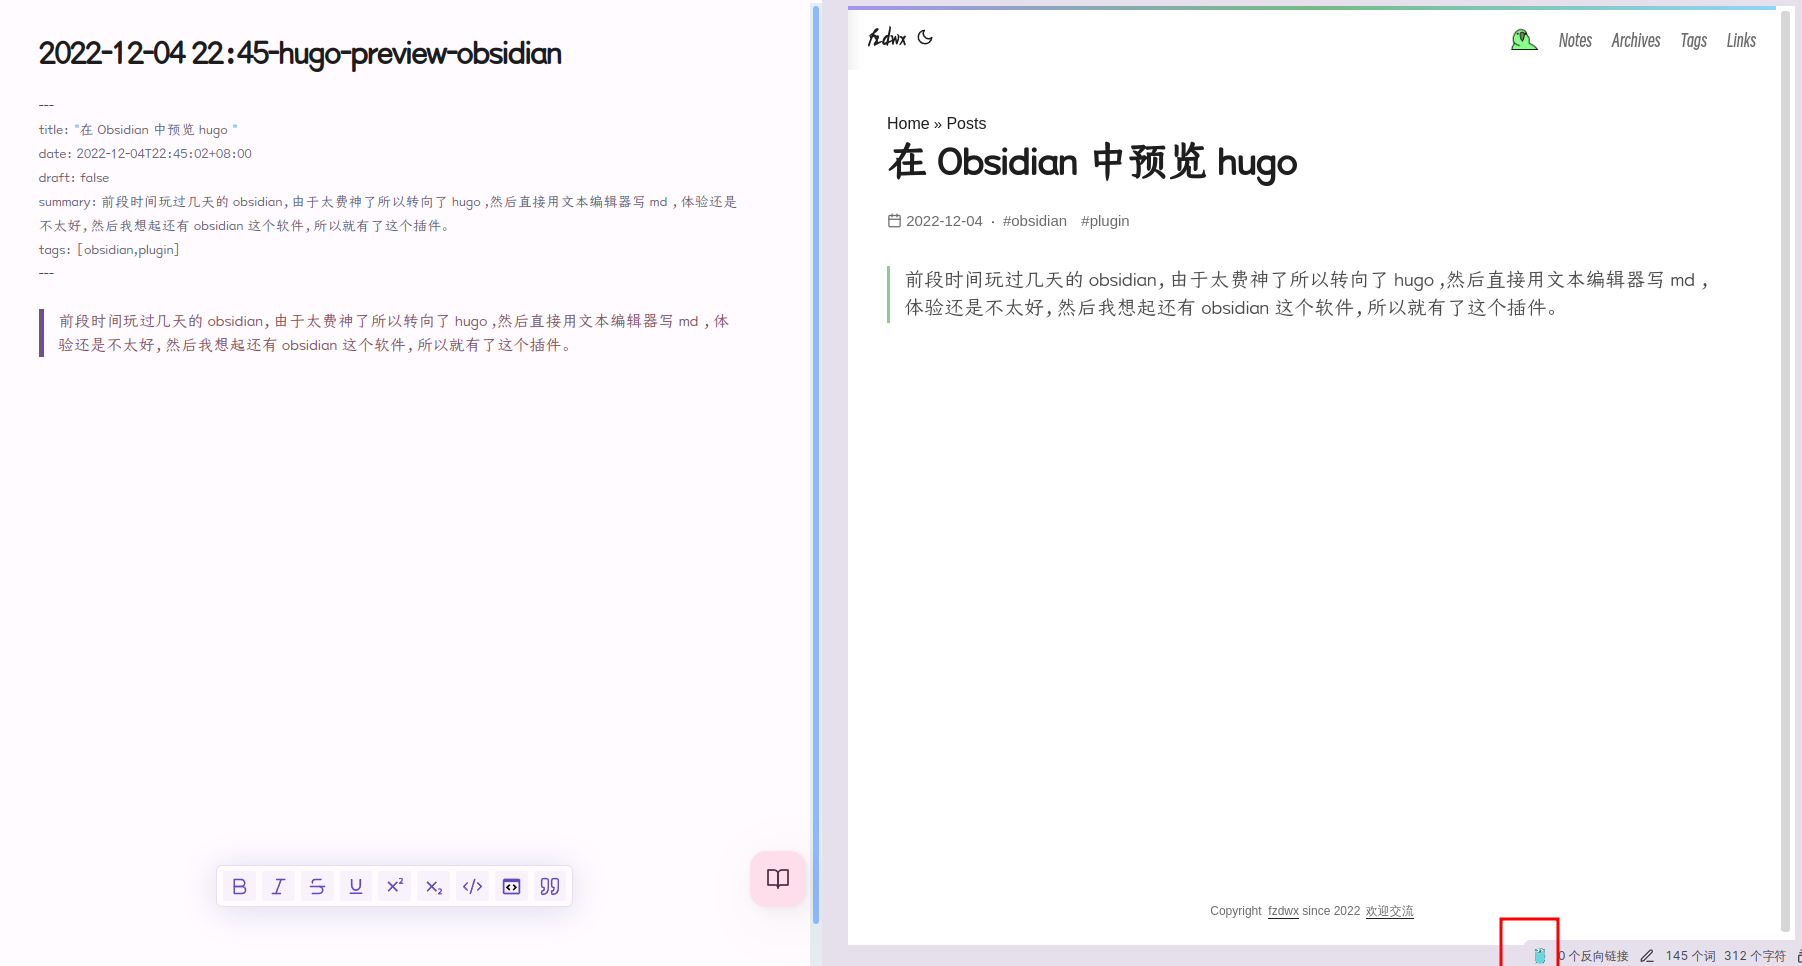 2022-12-04 22:45-hugo-preview-obsidian
---
title: "在 Obsidian 中预览 hugo "
date: 2022-12-04T22:45:02+08:00
draft: false
summary: 前段时间玩过几天的 obsidian,由于太费神了所以转向了 hugo ,然后直接用文本编辑器写 md ,体验还是
不太好,然后我想起还有 obsidian 这个软件,所以就有了这个插件。
tags: [obsidian,plugin]
---
前段时间玩过几天的 obsidian,由于太费神了所以转向了 hugo ,然后直接用文本编辑器写 md ,体
验还是不太好,然后我想起还有 obsidian 这个软件,所以就有了这个插件。
B I S U X² X₂ </>
fzdwx
Notes Archives Tags Links
Home » Posts
在 Obsidian 中预览 hugo
2022-12-04 · #obsidian #plugin
前段时间玩过几天的 obsidian,由于太费神了所以转向了 hugo ,然后直接用文本编辑器写 md ,
体验还是不太好,然后我想起还有 obsidian 这个软件,所以就有了这个插件。
Copyright fzdwx since 2022 欢迎交流
0 个反向链接 145 个词 312 个字符